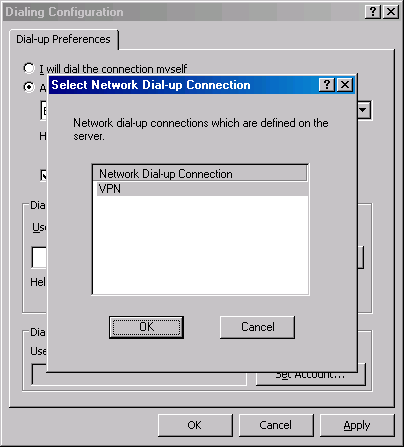 Dialing Configuration
Dial-up Preferences
I will dial the connection myself
Select Network Dial-up Connection
Network dial-up connections which are defined on the
server.
Network Dial-up Connection
VPN
OK
Cancel
Dia
Use
Hel
Dia
Use
Set Account...
OK
Cancel
Apply